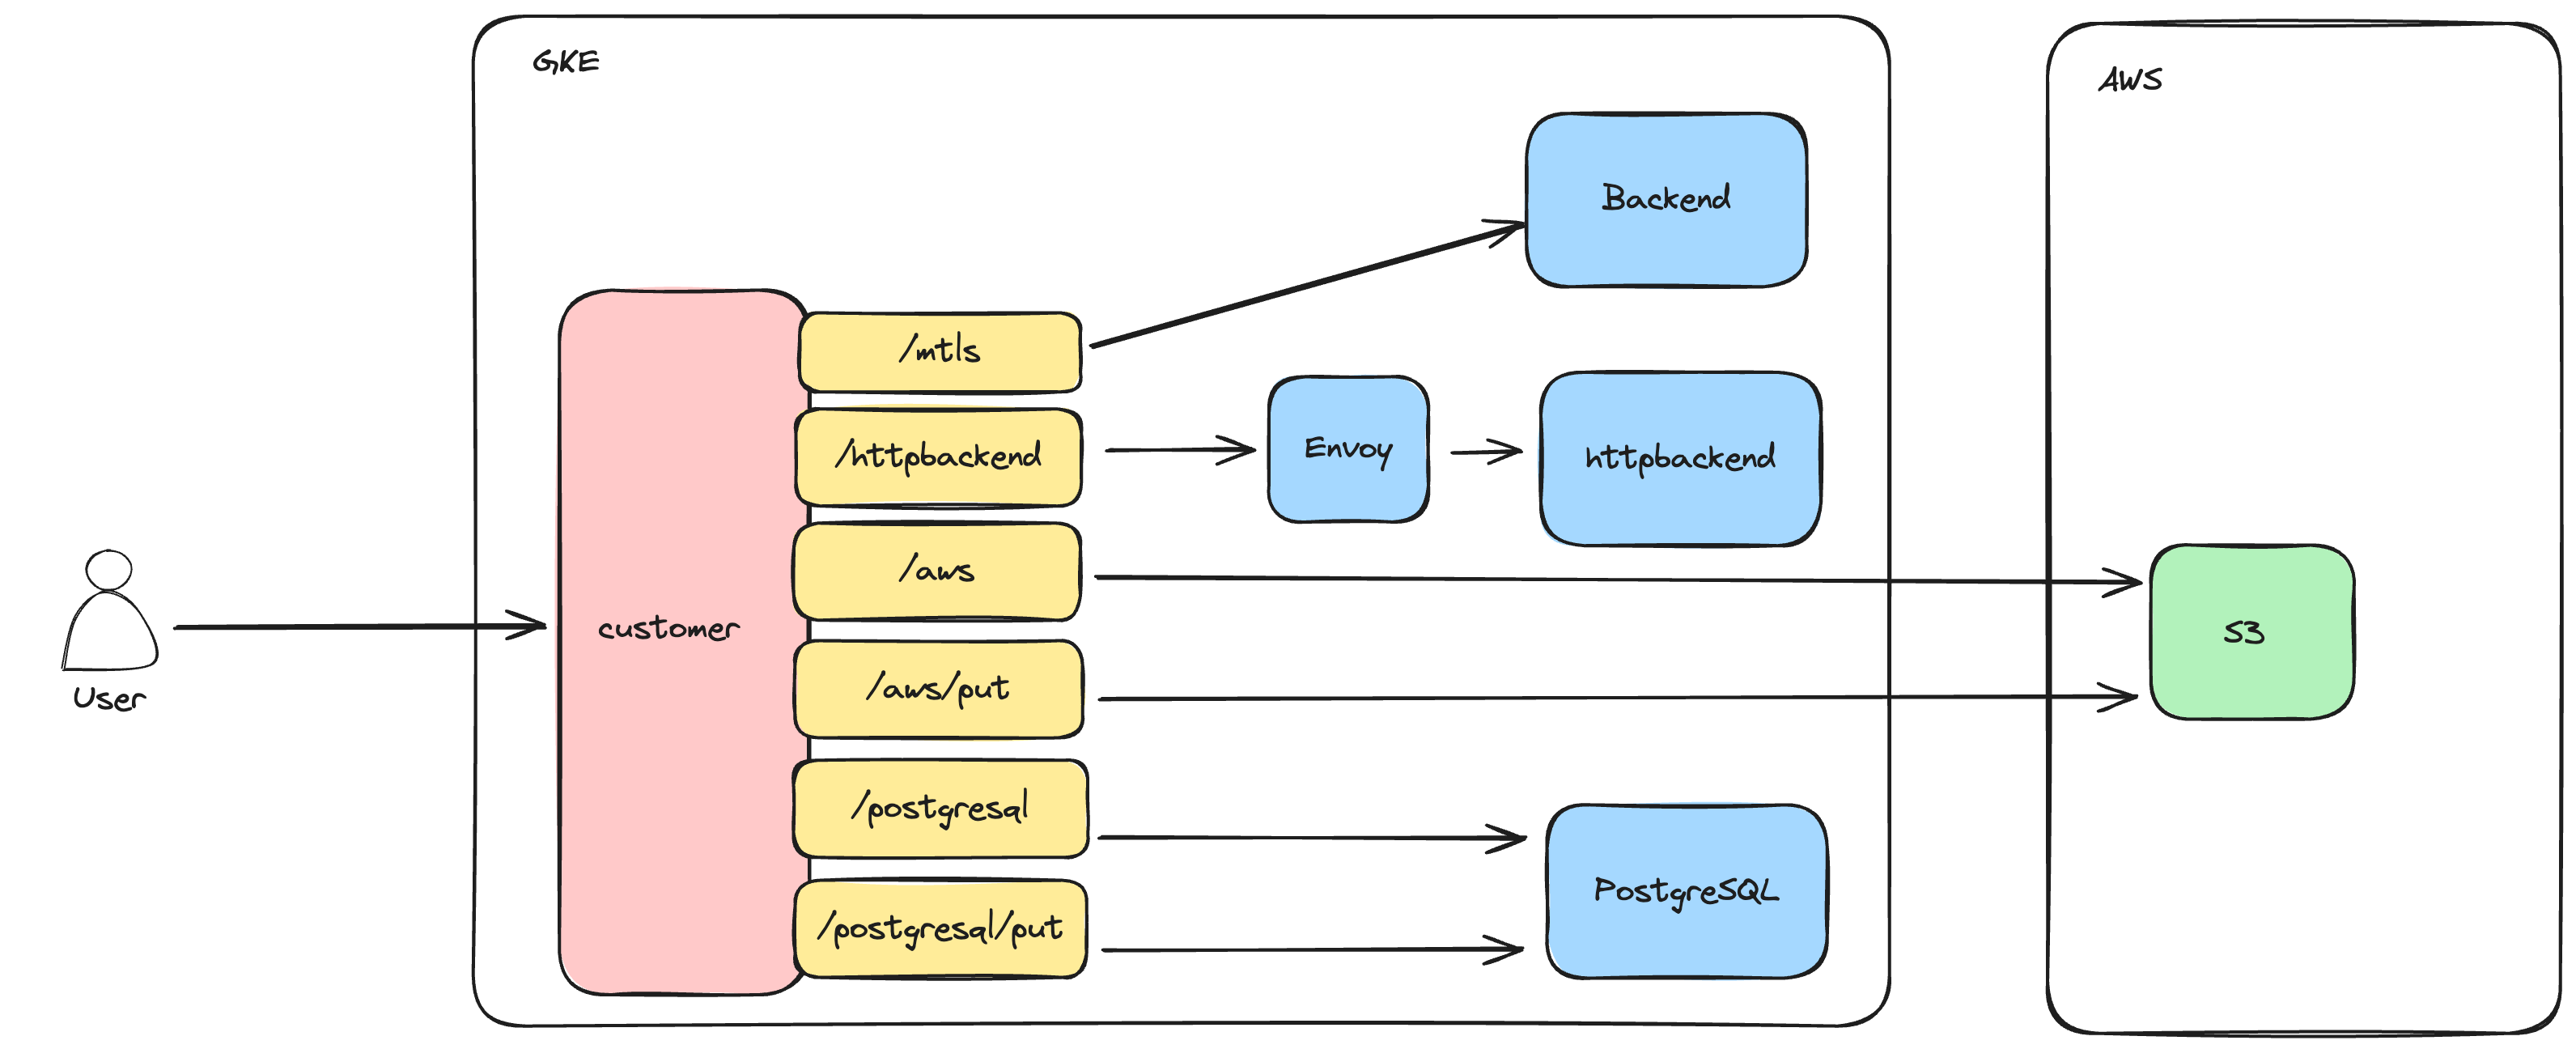 GKE
AWS
Backend
/mtls
/httpbackend
Envoy
httpbackend
/aws
customer
S3
/aws/put
User
/postgresql
PostgreSQL
/postgresql/put